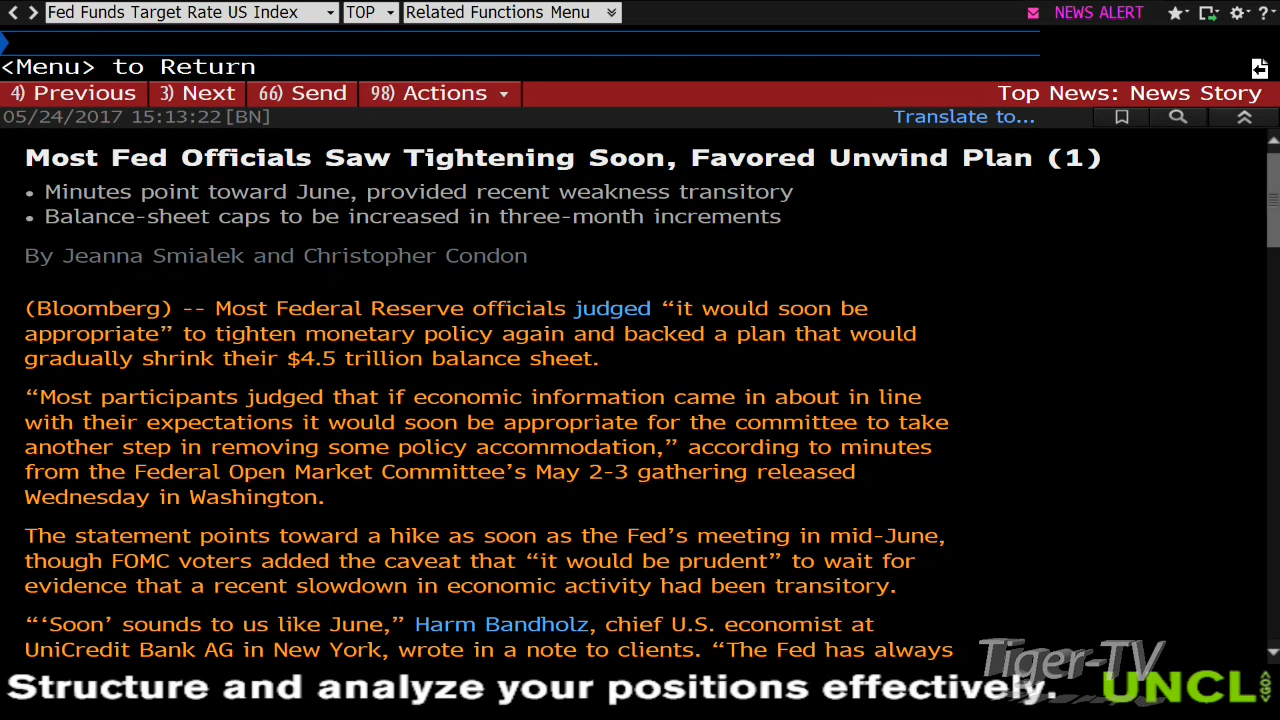 Fed Funds Target Rate US Index TOP Related Functions Menu NEWS ALERT ?
<Menu> to Return
4) Previous 3) Next 66) Send 98) Actions Top News: News Story
05/24/2017 15:13:22 [BN] Translate to...
Most Fed Officials Saw Tightening Soon, Favored Unwind Plan (1)
• Minutes point toward June, provided recent weakness transitory
• Balance-sheet caps to be increased in three-month increments
By Jeanna Smialek and Christopher Condon
(Bloomberg) -- Most Federal Reserve officials judged “it would soon be
appropriate” to tighten monetary policy again and backed a plan that would
gradually shrink their $4.5 trillion balance sheet.
“Most participants judged that if economic information came in about in line
with their expectations it would soon be appropriate for the committee to take
another step in removing some policy accommodation,” according to minutes
from the Federal Open Market Committee’s May 2-3 gathering released
Wednesday in Washington.
The statement points toward a hike as soon as the Fed’s meeting in mid-June,
though FOMC voters added the caveat that “it would be prudent” to wait for
evidence that a recent slowdown in economic activity had been transitory.
“‘Soon’ sounds to us like June,” Harm Bandholz, chief U.S. economist at
UniCredit Bank AG in New York, wrote in a note to clients. “The Fed has always
Tiger-TV
Structure and analyze your positions effectively. UNCL <GO>